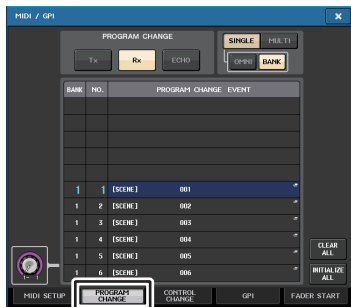 MIDI / GPI
PROGRAM CHANGE
Tx Rx ECHO
SINGLE MULTI
OMNI BANK
BANK NO. PROGRAM CHANGE EVENT
1 1 [SCENE] 001
1 2 [SCENE] 002
1 3 [SCENE] 003
1 4 [SCENE] 004
1 5 [SCENE] 005
1 6 [SCENE] 006
CLEAR
ALL
INITIALIZE
ALL
MIDI SETUP
PROGRAM
CHANGE
CONTROL
CHANGE
GPI
FADER START